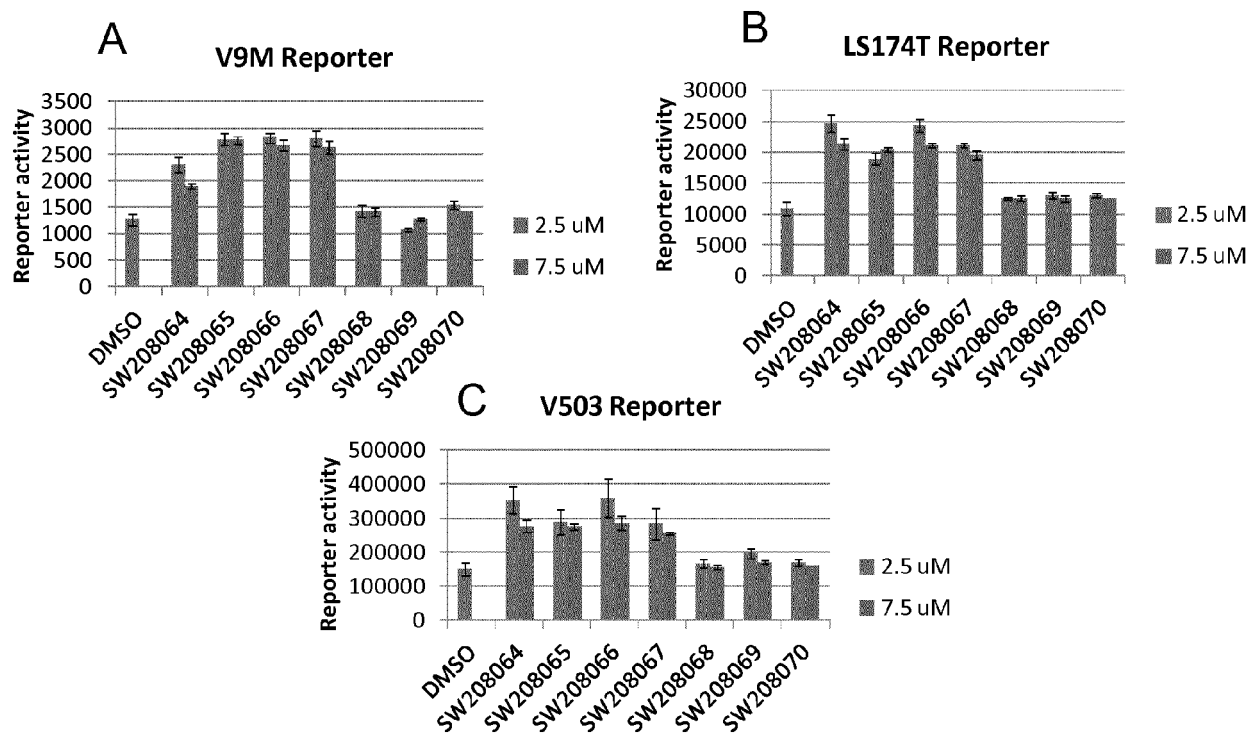 A
V9M Reporter
Reporter activity
3500
3000
2500
2000
1500
1000
500
0
DMSO
SW208064
SW208065
SW208066
SW208067
SW208068
SW208069
SW208070
2.5 uM
7.5 uM
B
LS174T Reporter
Reporter activity
30000
25000
20000
15000
10000
5000
0
DMSO
SW208064
SW208065
SW208066
SW208067
SW208068
SW208069
SW208070
2.5 uM
7.5 uM
C
V503 Reporter
Reporter activity
500000
400000
300000
200000
100000
0
DMSO
SW208064
SW208065
SW208066
SW208067
SW208068
SW208069
SW208070
2.5 uM
7.5 uM